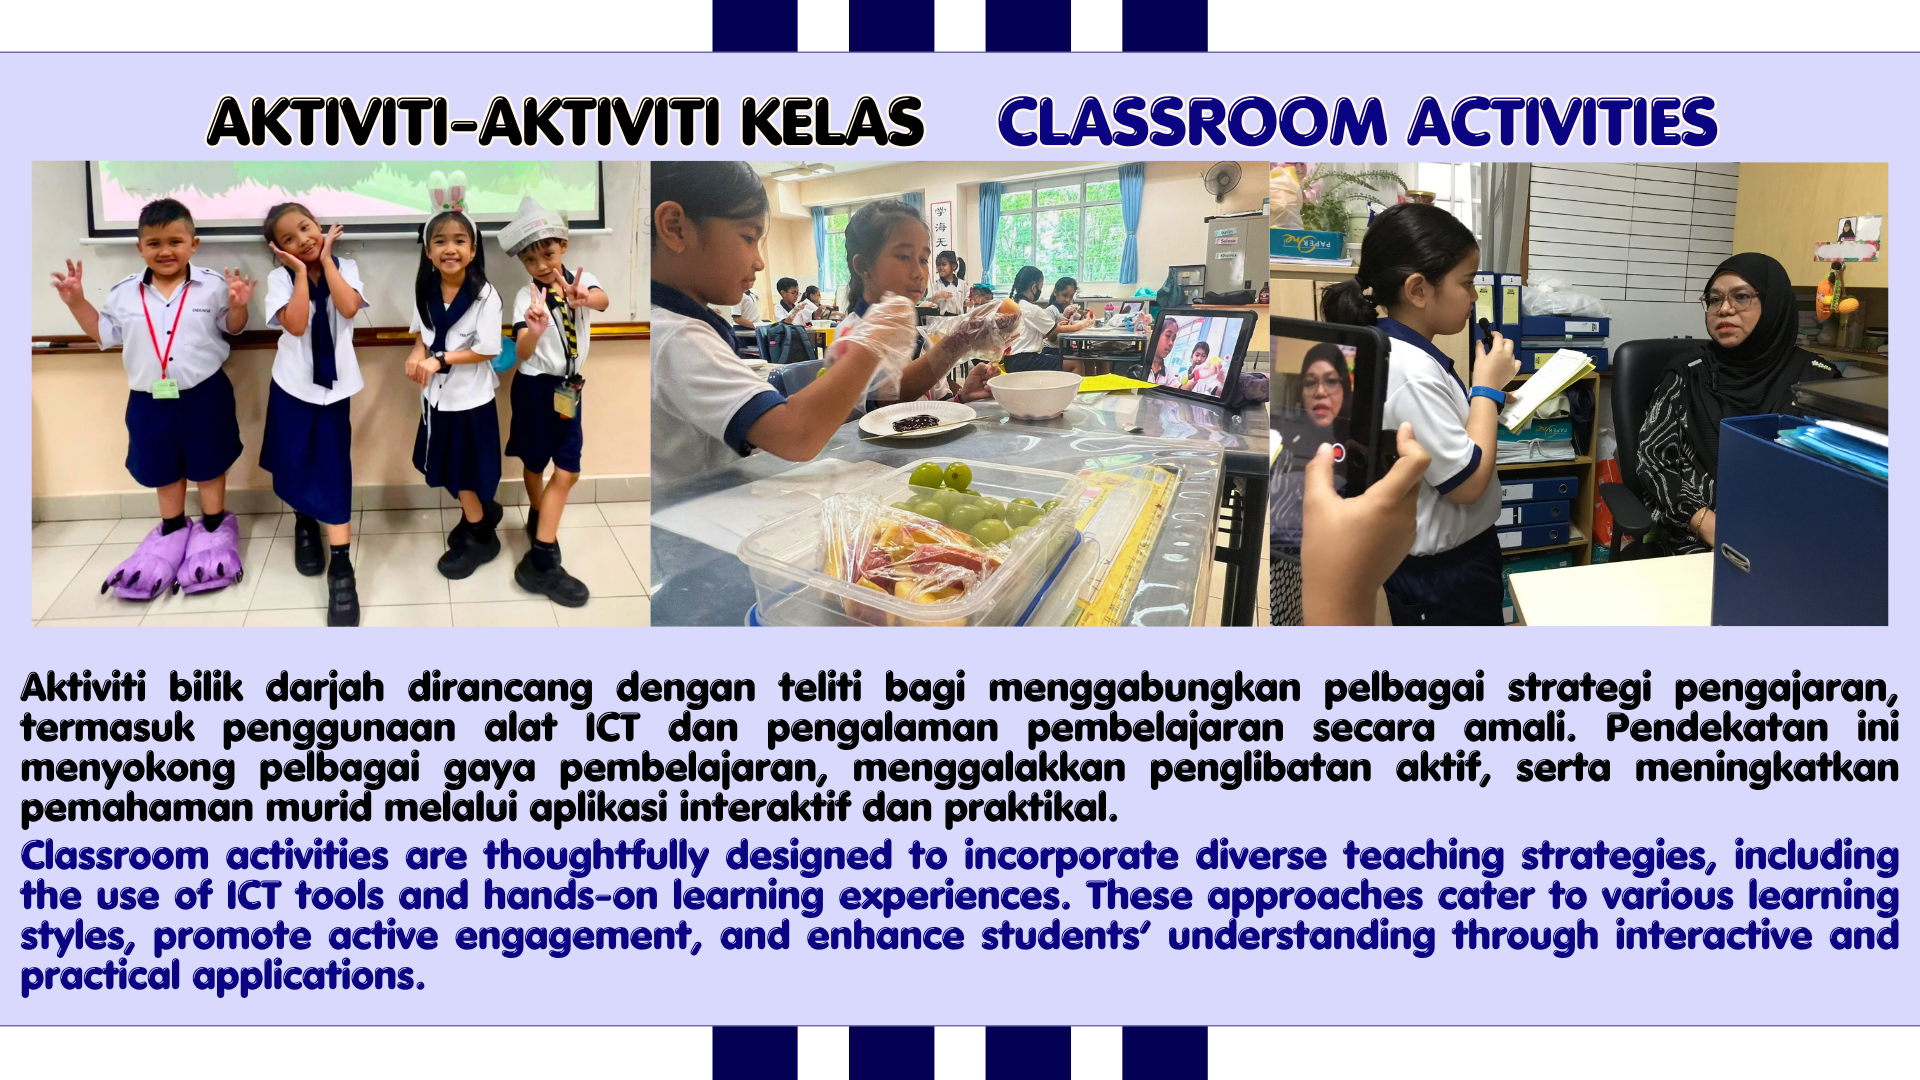 AKTIVITI-AKTIVITI KELAS CLASSROOM ACTIVITIES
学
海
无
PAPER
One
Aktiviti bilik darjah dirancang dengan teliti bagi menggabungkan pelbagai strategi pengajaran,
termasuk penggunaan alat ICT dan pengalaman pembelajaran secara amali. Pendekatan ini
menyokong pelbagai gaya pembelajaran, menggalakkan penglibatan aktif, serta meningkatkan
pemahaman murid melalui aplikasi interaktif dan praktikal.
Classroom activities are thoughtfully designed to incorporate diverse teaching strategies, including
the use of ICT tools and hands-on learning experiences. These approaches cater to various learning
styles, promote active engagement, and enhance students’ understanding through interactive and
practical applications.